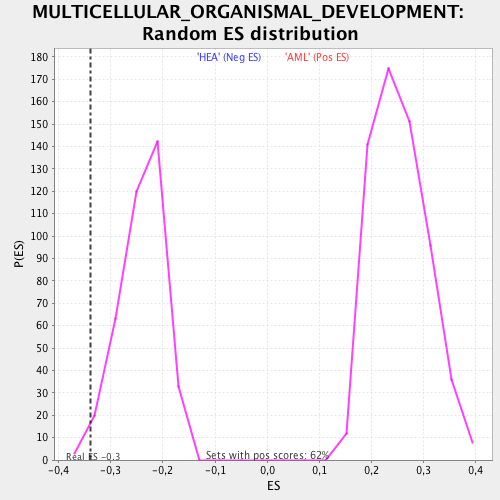 MULTICELLULAR_ORGANISMAL_DEVELOPMENT:
Random ES distribution
'HEA' (Neg ES) 'AML' (Pos ES)
180
170
160
150
140
130
120
110
100
90
80
70
60
50
40
30
20
10
0
P(ES)
Real ES -0.3
Sets with pos scores: 62%
-0,4 -0,3 -0,2 -0,1 0,0 0,1 0,2 0,3 0,4
ES